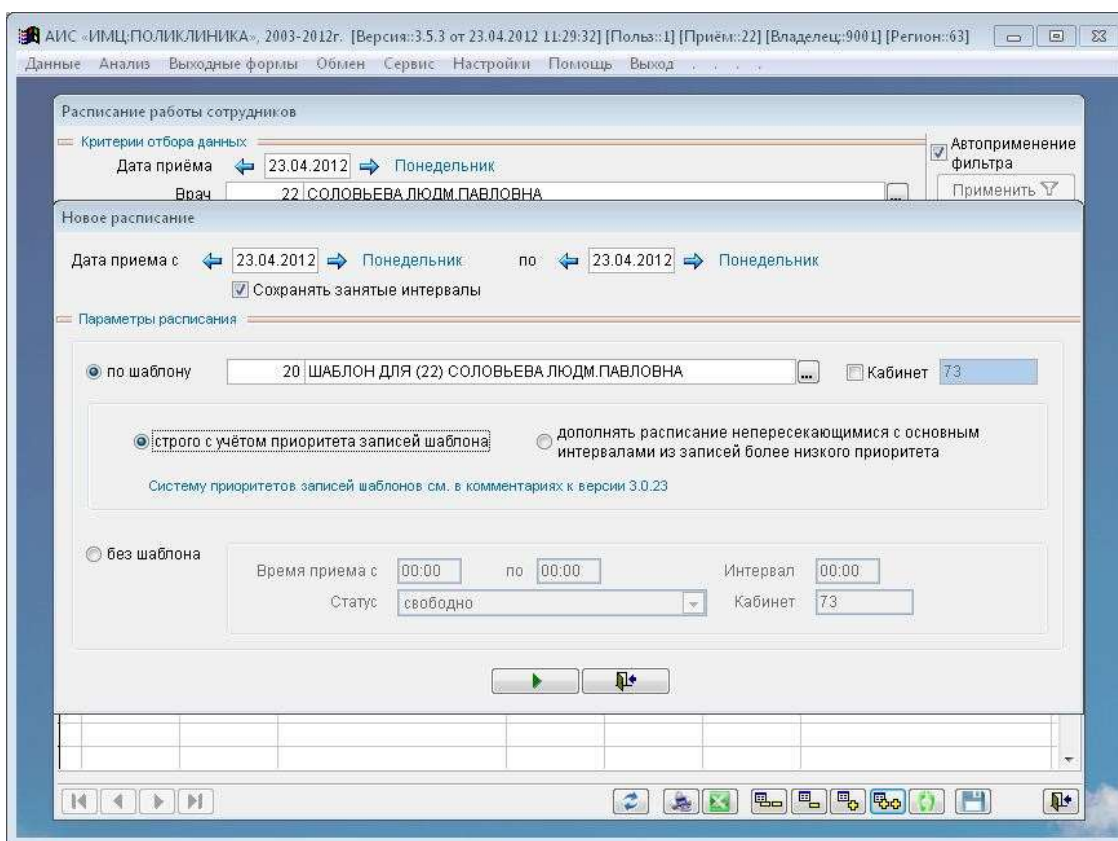 АИС «ИМЦ:ПОЛИКЛИНИКА», 2003-2012г. [Версия::3.5.3 от 23.04.2012 11:29:32] [Польз::1] [Приём::22] [Владелец::9001] [Регион::63]
Данные Анализ Выходные формы Обмен Сервис Настройки Помощь Выход . . . .
Расписание работы сотрудников
Критерии отбора данных
Автоприменение фильтра
Дата приёма 23.04.2012 Понедельник
Врач 22 СОЛОВЬЕВА ЛЮДМ.ПАВЛОВНА ...
Применить
Новое расписание
Дата приема с 23.04.2012 Понедельник по 23.04.2012 Понедельник
Сохранять занятые интервалы
Параметры расписания
по шаблону 20 ШАБЛОН ДЛЯ (22) СОЛОВЬЕВА ЛЮДМ.ПАВЛОВНА ... Кабинет 73
строго с учётом приоритета записей шаблона
дополнять расписание непересекающимися с основным
интервалами из записей более низкого приоритета
Систему приоритетов записей шаблонов см. в комментариях к версии 3.0.23
без шаблона
Время приема с 00:00 по 00:00 Интервал 00:00
Статус свободно Кабинет 73